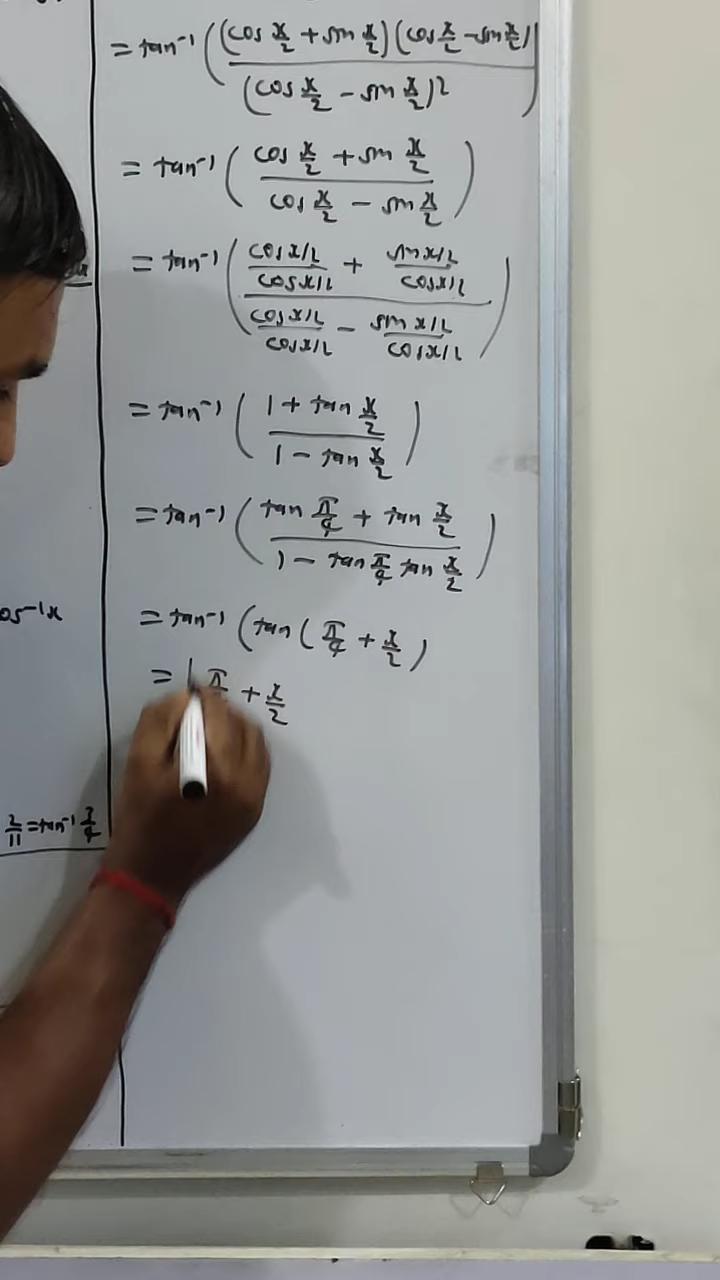 = tan⁻¹ ( (cos x/2 + sin x/2) (cos x/2 - sin x/2) / (cos x/2 - sin x/2)² )
= tan⁻¹ ( cos x/2 + sin x/2 / cos x/2 - sin x/2 )
= tan⁻¹ ( cos x/2 / cos x/2 + sin x/2 / cos x/2 / cos x/2 / cos x/2 - sin x/2 / cos x/2 )
= tan⁻¹ ( 1 + tan x/2 / 1 - tan x/2 )
= tan⁻¹ ( tan π/4 + tan x/2 / 1 - tan π/4 tan x/2 )
= tan⁻¹ ( tan ( π/4 + x/2 )
= π + x/2
os⁻¹x
2/11 = tan⁻¹ 3/4